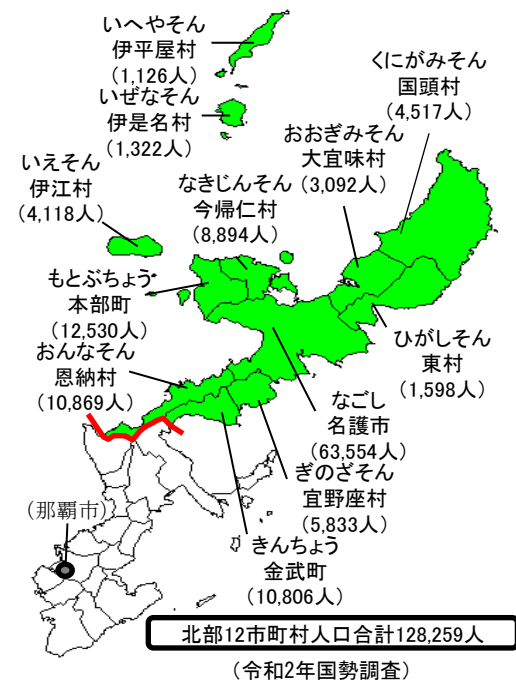 いへやそん
伊平屋村
（1,126人）
いぜなそん
伊是名村
（1,322人）
くにがみそん
国頭村
（4,517人）
おおぎみそん
大宜味村
（3,092人）
いえそん
伊江村
（4,118人）
なきじんそん
今帰仁村
（8,894人）
もとぶちょう
本部町
（12,530人）
ひがしそん
東村
（1,598人）
おんなそん
恩納村
（10,869人）
なごし
名護市
（63,554人）
ぎのざそん
宜野座村
（5,833人）
（那覇市）
きんちょう
金武町
（10,806人）
北部12市町村人口合計128,259人
（令和2年国勢調査）